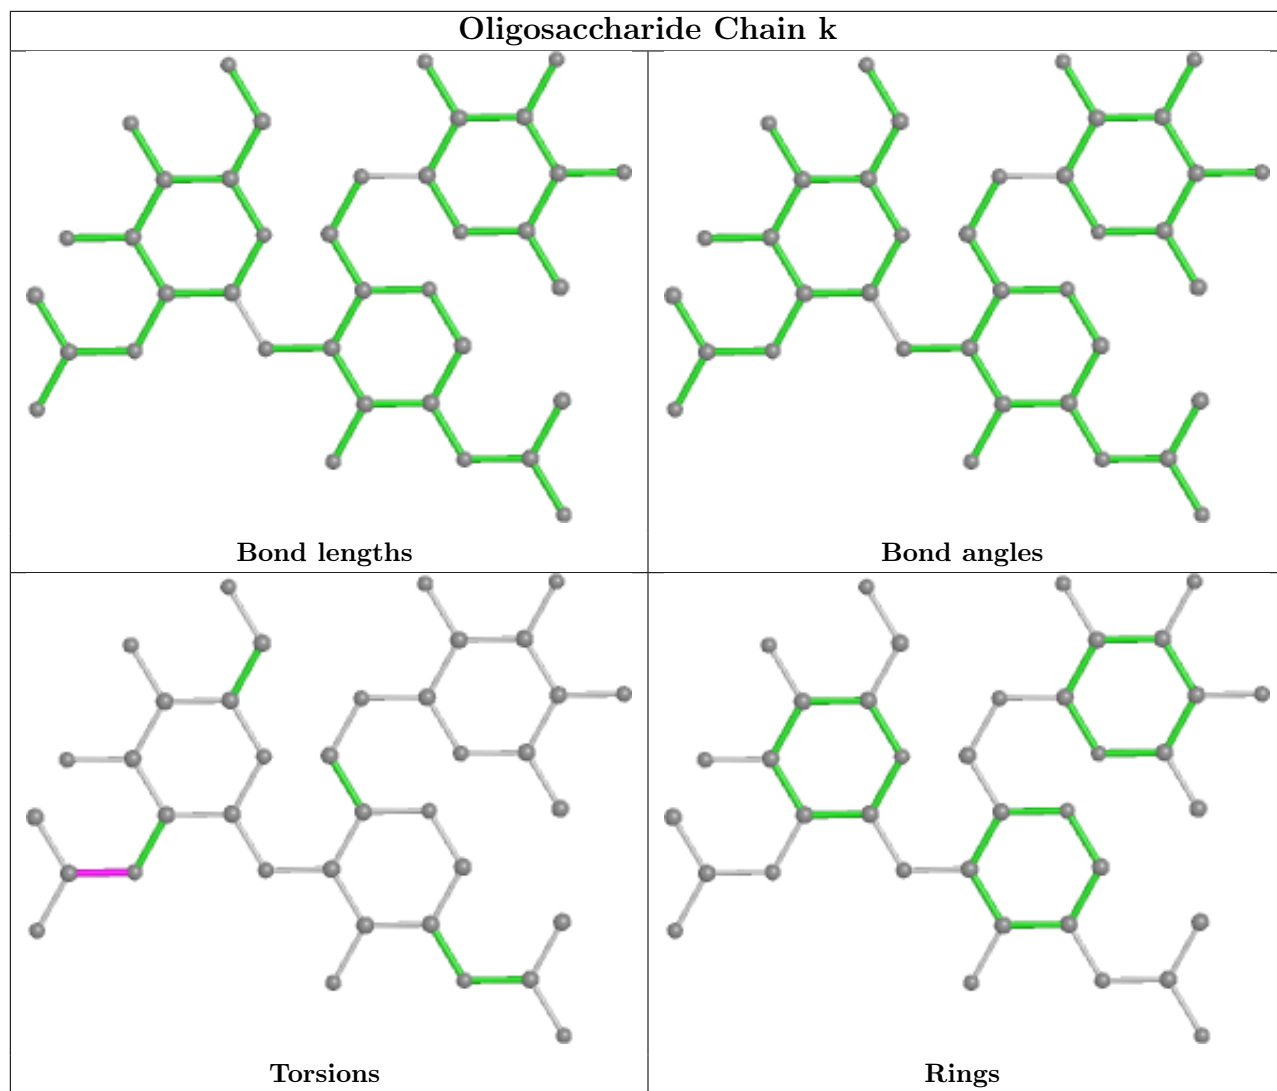 Oligosaccharide Chain k
Bond lengths
Bond angles
Torsions
Rings